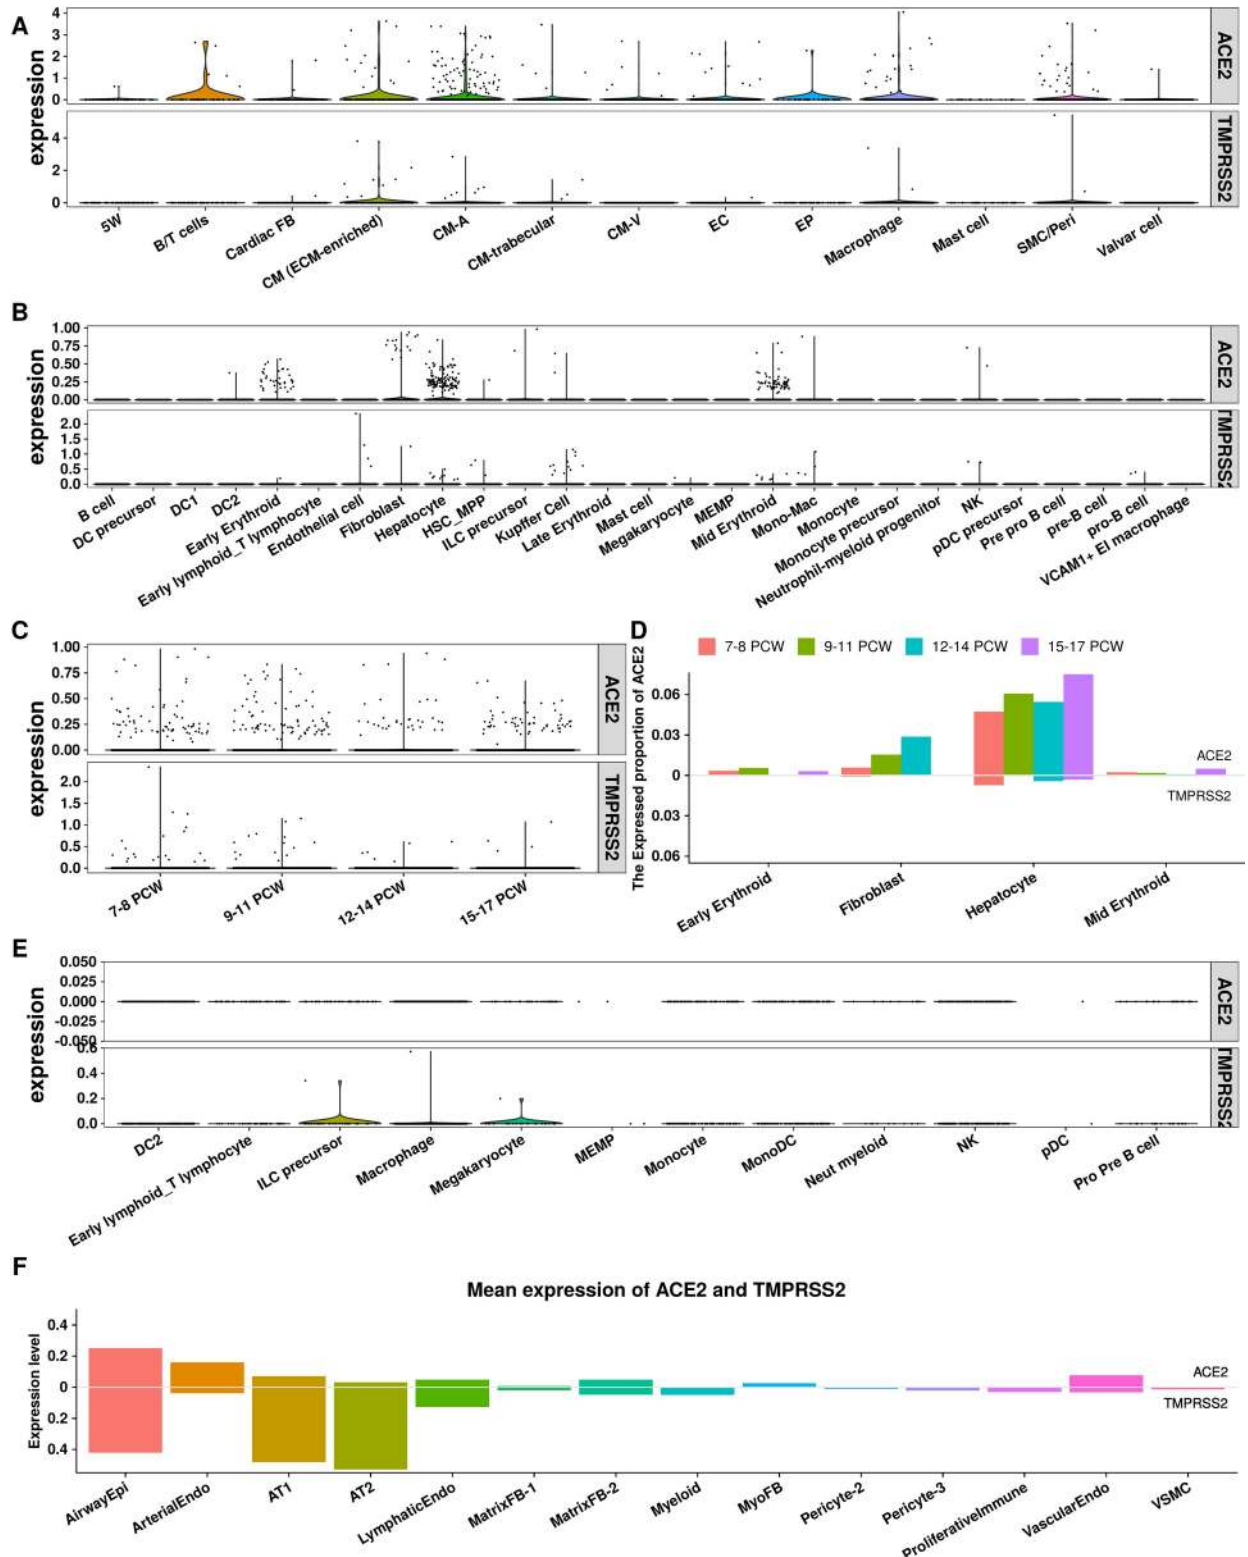 A
expression
4
3
2
1
0
ACE2
4
2
0
TMPRSS2
5W
B/T cells
Cardiac FB
CM (ECM-enriched)
CM-A
CM-trabecular
CM-V
EC
EP
Macrophage
Mast cell
SMC/Peri
Valvar cell
B
expression
1.00
0.75
0.50
0.25
0.00
ACE2
2.0
1.5
1.0
0.5
0.0
TMPRSS2
B cell
DC precursor
DC1
DC2
Early Erythroid
Early lymphoid_T lymphocyte
Endothelial cell
Fibroblast
Hepatocyte
HSC_MPP
ILC precursor
Kupffer Cell
Late Erythroid
Mast cell
Megakaryocyte
MEMP
Mid Erythroid
Mono-Mac
Monocyte
Monocyte precursor
Neutrophil-myeloid progenitor
NK
pDC precursor
Pre pro B cell
pre-B cell
pro-B cell
VCAM1+ EI macrophage
C
expression
1.00
0.75
0.50
0.25
0.00
ACE2
2.0
1.5
1.0
0.5
0.0
TMPRSS2
7-8 PCW
9-11 PCW
12-14 PCW
15-17 PCW
D
7-8 PCW 9-11 PCW 12-14 PCW 15-17 PCW
The Expressed proportion of ACE2
0.06
0.03
0
0.03
0.06
ACE2
TMPRSS2
Early Erythroid
Fibroblast
Hepatocyte
Mid Erythroid
E
expression
0.050
0.025
0.000
-0.025
-0.050
ACE2
0.6
0.4
0.2
0.0
TMPRSS2
DC2
Early lymphoid_T lymphocyte
ILC precursor
Macrophage
Megakaryocyte
MEMP
Monocyte
MonoDC
Neut myeloid
NK
pDC
Pro Pre B cell
F
Mean expression of ACE2 and TMPRSS2
Expression level
0.4
0.2
0
0.2
0.4
ACE2
TMPRSS2
AirwayEpi
ArterialEndo
AT1
AT2
LymphaticEndo
MatrixFB-1
MatrixFB-2
Myeloid
MyoFB
Pericyte-2
Pericyte-3
ProliferativeImmune
VascularEndo
VSMC